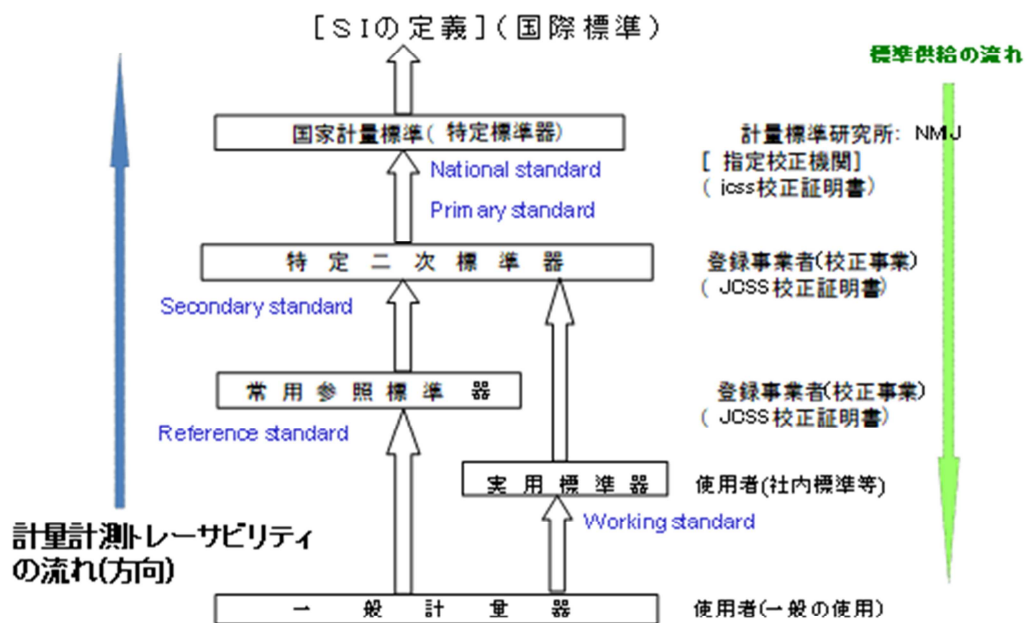 [SIの定義](国際標準)
標準供給の流れ
国家計量標準(特定標準器)
計量標準研究所: NMIJ
National standard
[指定校正機関]
Primary standard
(jcss校正証明書)
特定二次標準器
登録事業者(校正事業)
Secondary standard
(JCSS校正証明書)
常用参照標準器
登録事業者(校正事業)
Reference standard
(JCSS校正証明書)
実用標準器
使用者(社内標準等)
Working standard
計量計測トレーサビリティ
の流れ(方向)
一般計量器
使用者(一般の使用)